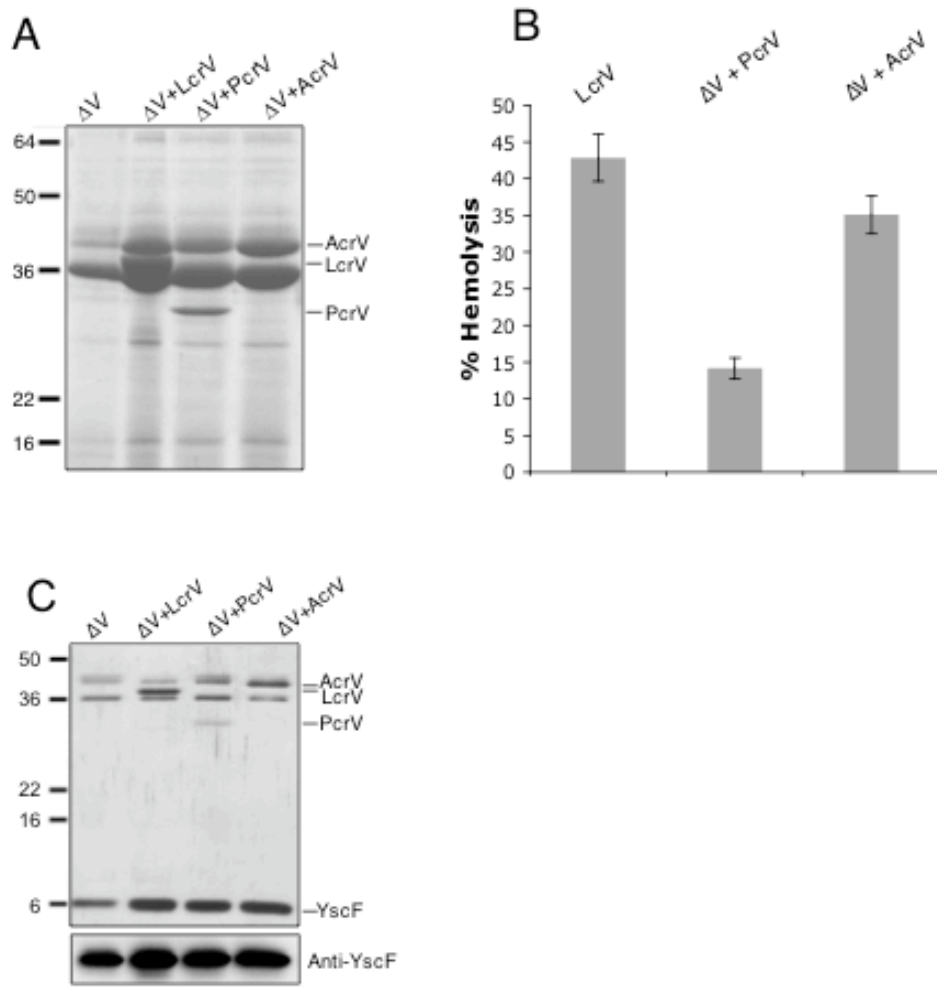 A
ΔV ΔV+LcrV ΔV+PcrV ΔV+AcrV
64
50
36
22
16
AcrV
LcrV
PcrV
B
LcrV ΔV + PcrV ΔV + AcrV
% Hemolysis
50
45
40
35
30
25
20
15
10
5
0
C
ΔV ΔV+LcrV ΔV+PcrV ΔV+AcrV
50
36
22
16
6
AcrV
LcrV
PcrV
YscF
Anti-YscF